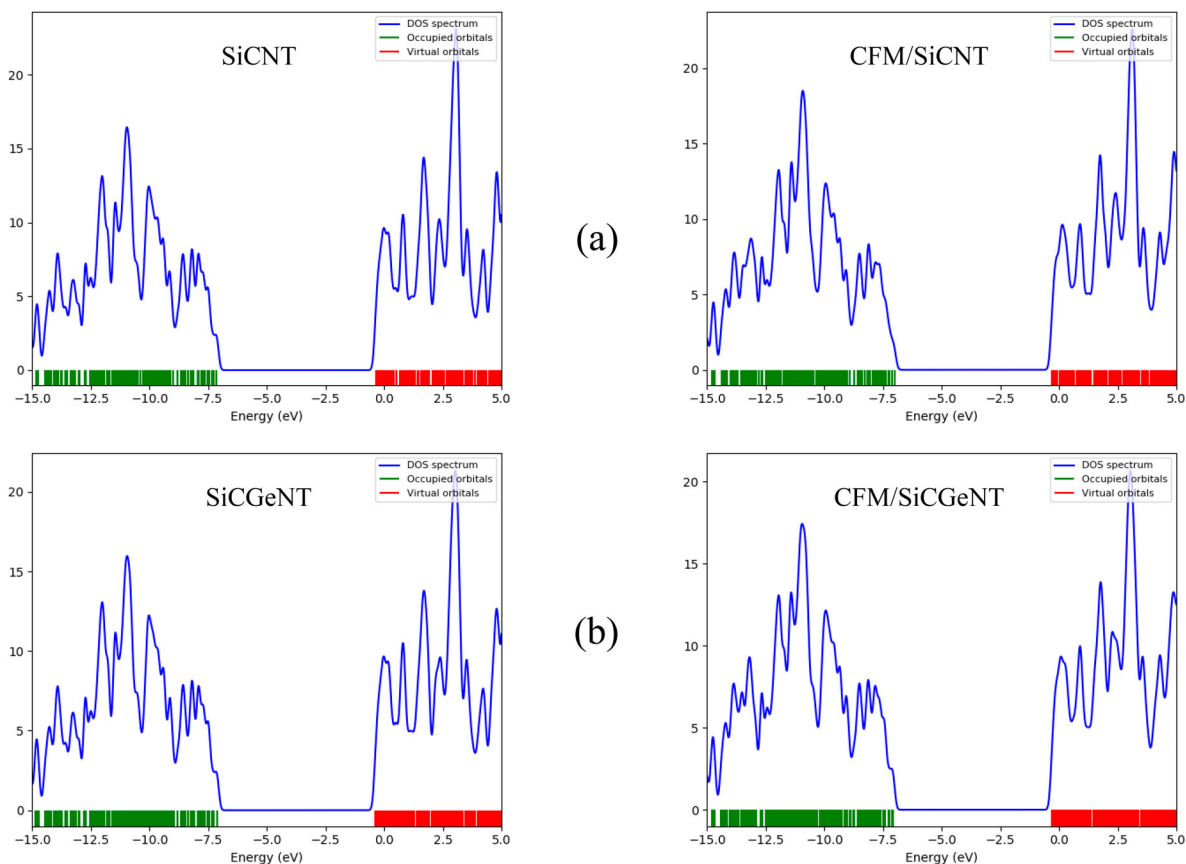 SiCNT
DOS spectrum
Occupied orbitals
Virtual orbitals
20
15
10
5
0
−15.0 −12.5 −10.0 −7.5 −5.0 −2.5 0.0 2.5 5.0
Energy (eV)
(a)
CFM/SiCNT
DOS spectrum
Occupied orbitals
Virtual orbitals
20
15
10
5
0
−15.0 −12.5 −10.0 −7.5 −5.0 −2.5 0.0 2.5 5.0
Energy (eV)
SiCGeNT
DOS spectrum
Occupied orbitals
Virtual orbitals
20
15
10
5
0
−15.0 −12.5 −10.0 −7.5 −5.0 −2.5 0.0 2.5 5.0
Energy (eV)
(b)
CFM/SiCGeNT
DOS spectrum
Occupied orbitals
Virtual orbitals
20
15
10
5
0
−15.0 −12.5 −10.0 −7.5 −5.0 −2.5 0.0 2.5 5.0
Energy (eV)